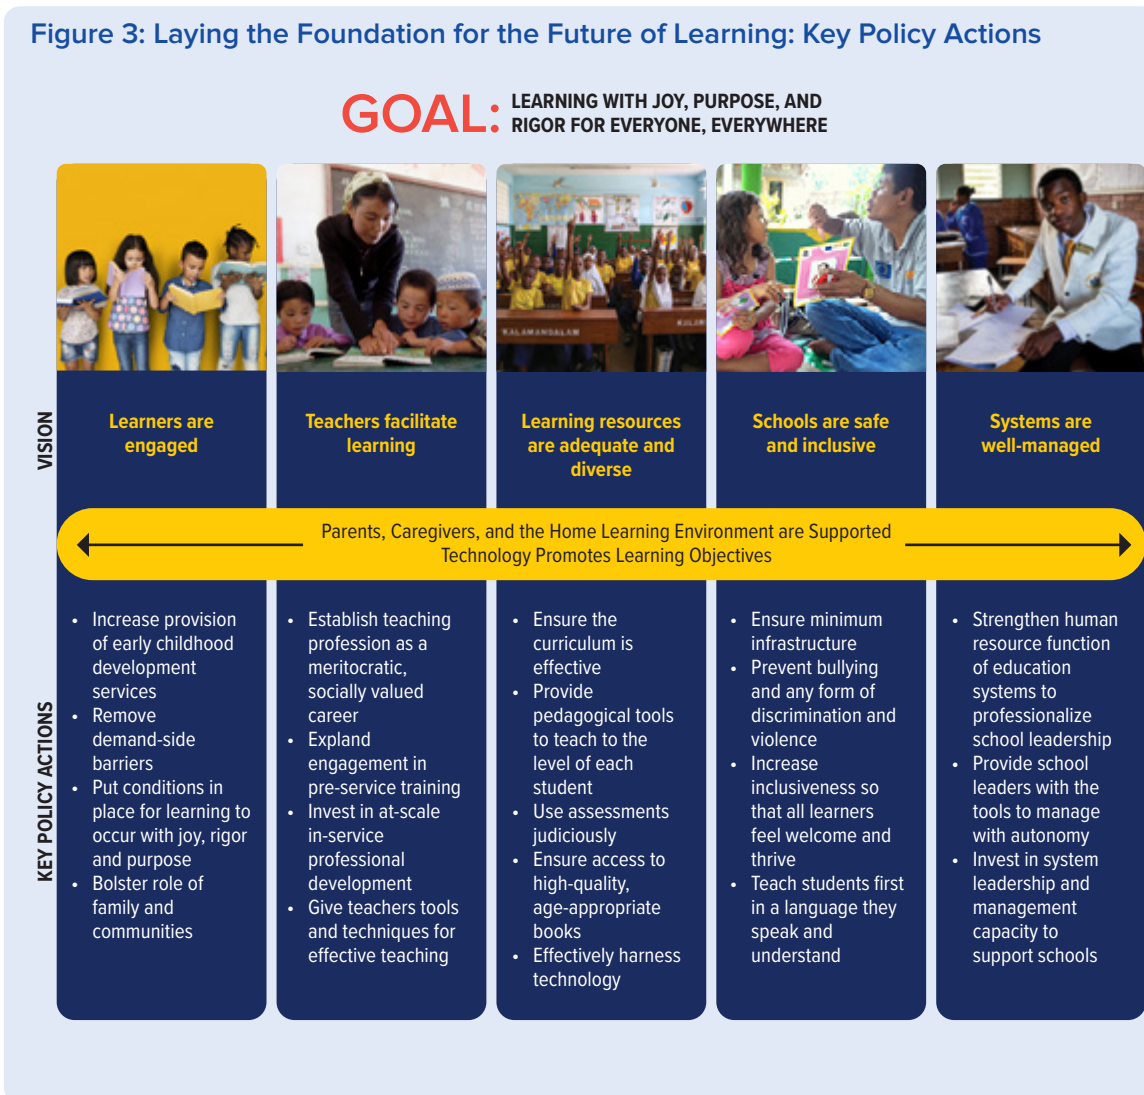 Figure 3: Laying the Foundation for the Future of Learning: Key Policy Actions
GOAL:
LEARNING WITH JOY, PURPOSE, AND
RIGOR FOR EVERYONE, EVERYWHERE
KALAMANDALAM
VISION
Learners are
engaged
Teachers facilitate
learning
Learning resources
are adequate and
diverse
Schools are safe
and inclusive
Systems are
well-managed
Parents, Caregivers, and the Home Learning Environment are Supported
Technology Promotes Learning Objectives
KEY POLICY ACTIONS
• Increase provision
of early childhood
development
services
• Remove
demand-side
barriers
• Put conditions in
place for learning to
occur with joy, rigor
and purpose
• Bolster role of
family and
communities
• Establish teaching
profession as a
meritocratic,
socially valued
career
• Expland
engagement in
pre-service training
• Invest in at-scale
in-service
professional
development
• Give teachers tools
and techniques for
effective teaching
• Ensure the
curriculum is
effective
• Provide
pedagogical tools
to teach to the
level of each
student
• Use assessments
judiciously
• Ensure access to
high-quality,
age-appropriate
books
• Effectively harness
technology
• Ensure minimum
infrastructure
• Prevent bullying
and any form of
discrimination and
violence
• Increase
inclusiveness so
that all learners
feel welcome and
thrive
• Teach students first
in a language they
speak and
understand
• Strengthen human
resource function
of education
systems to
professionalize
school leadership
• Provide school
leaders with the
tools to manage
with autonomy
• Invest in system
leadership and
management
capacity to
support schools